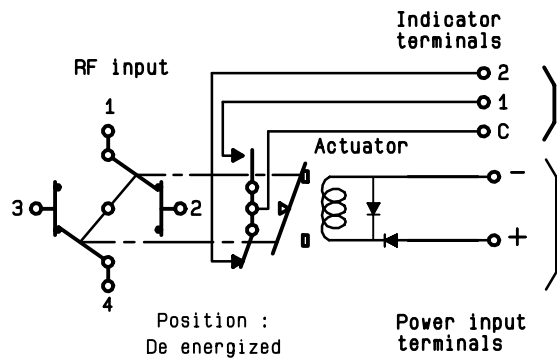 Indicator
terminals
RF input
2
1
1
C
Actuator
-
3
2
+
4
Position :
De energized
Power input
terminals